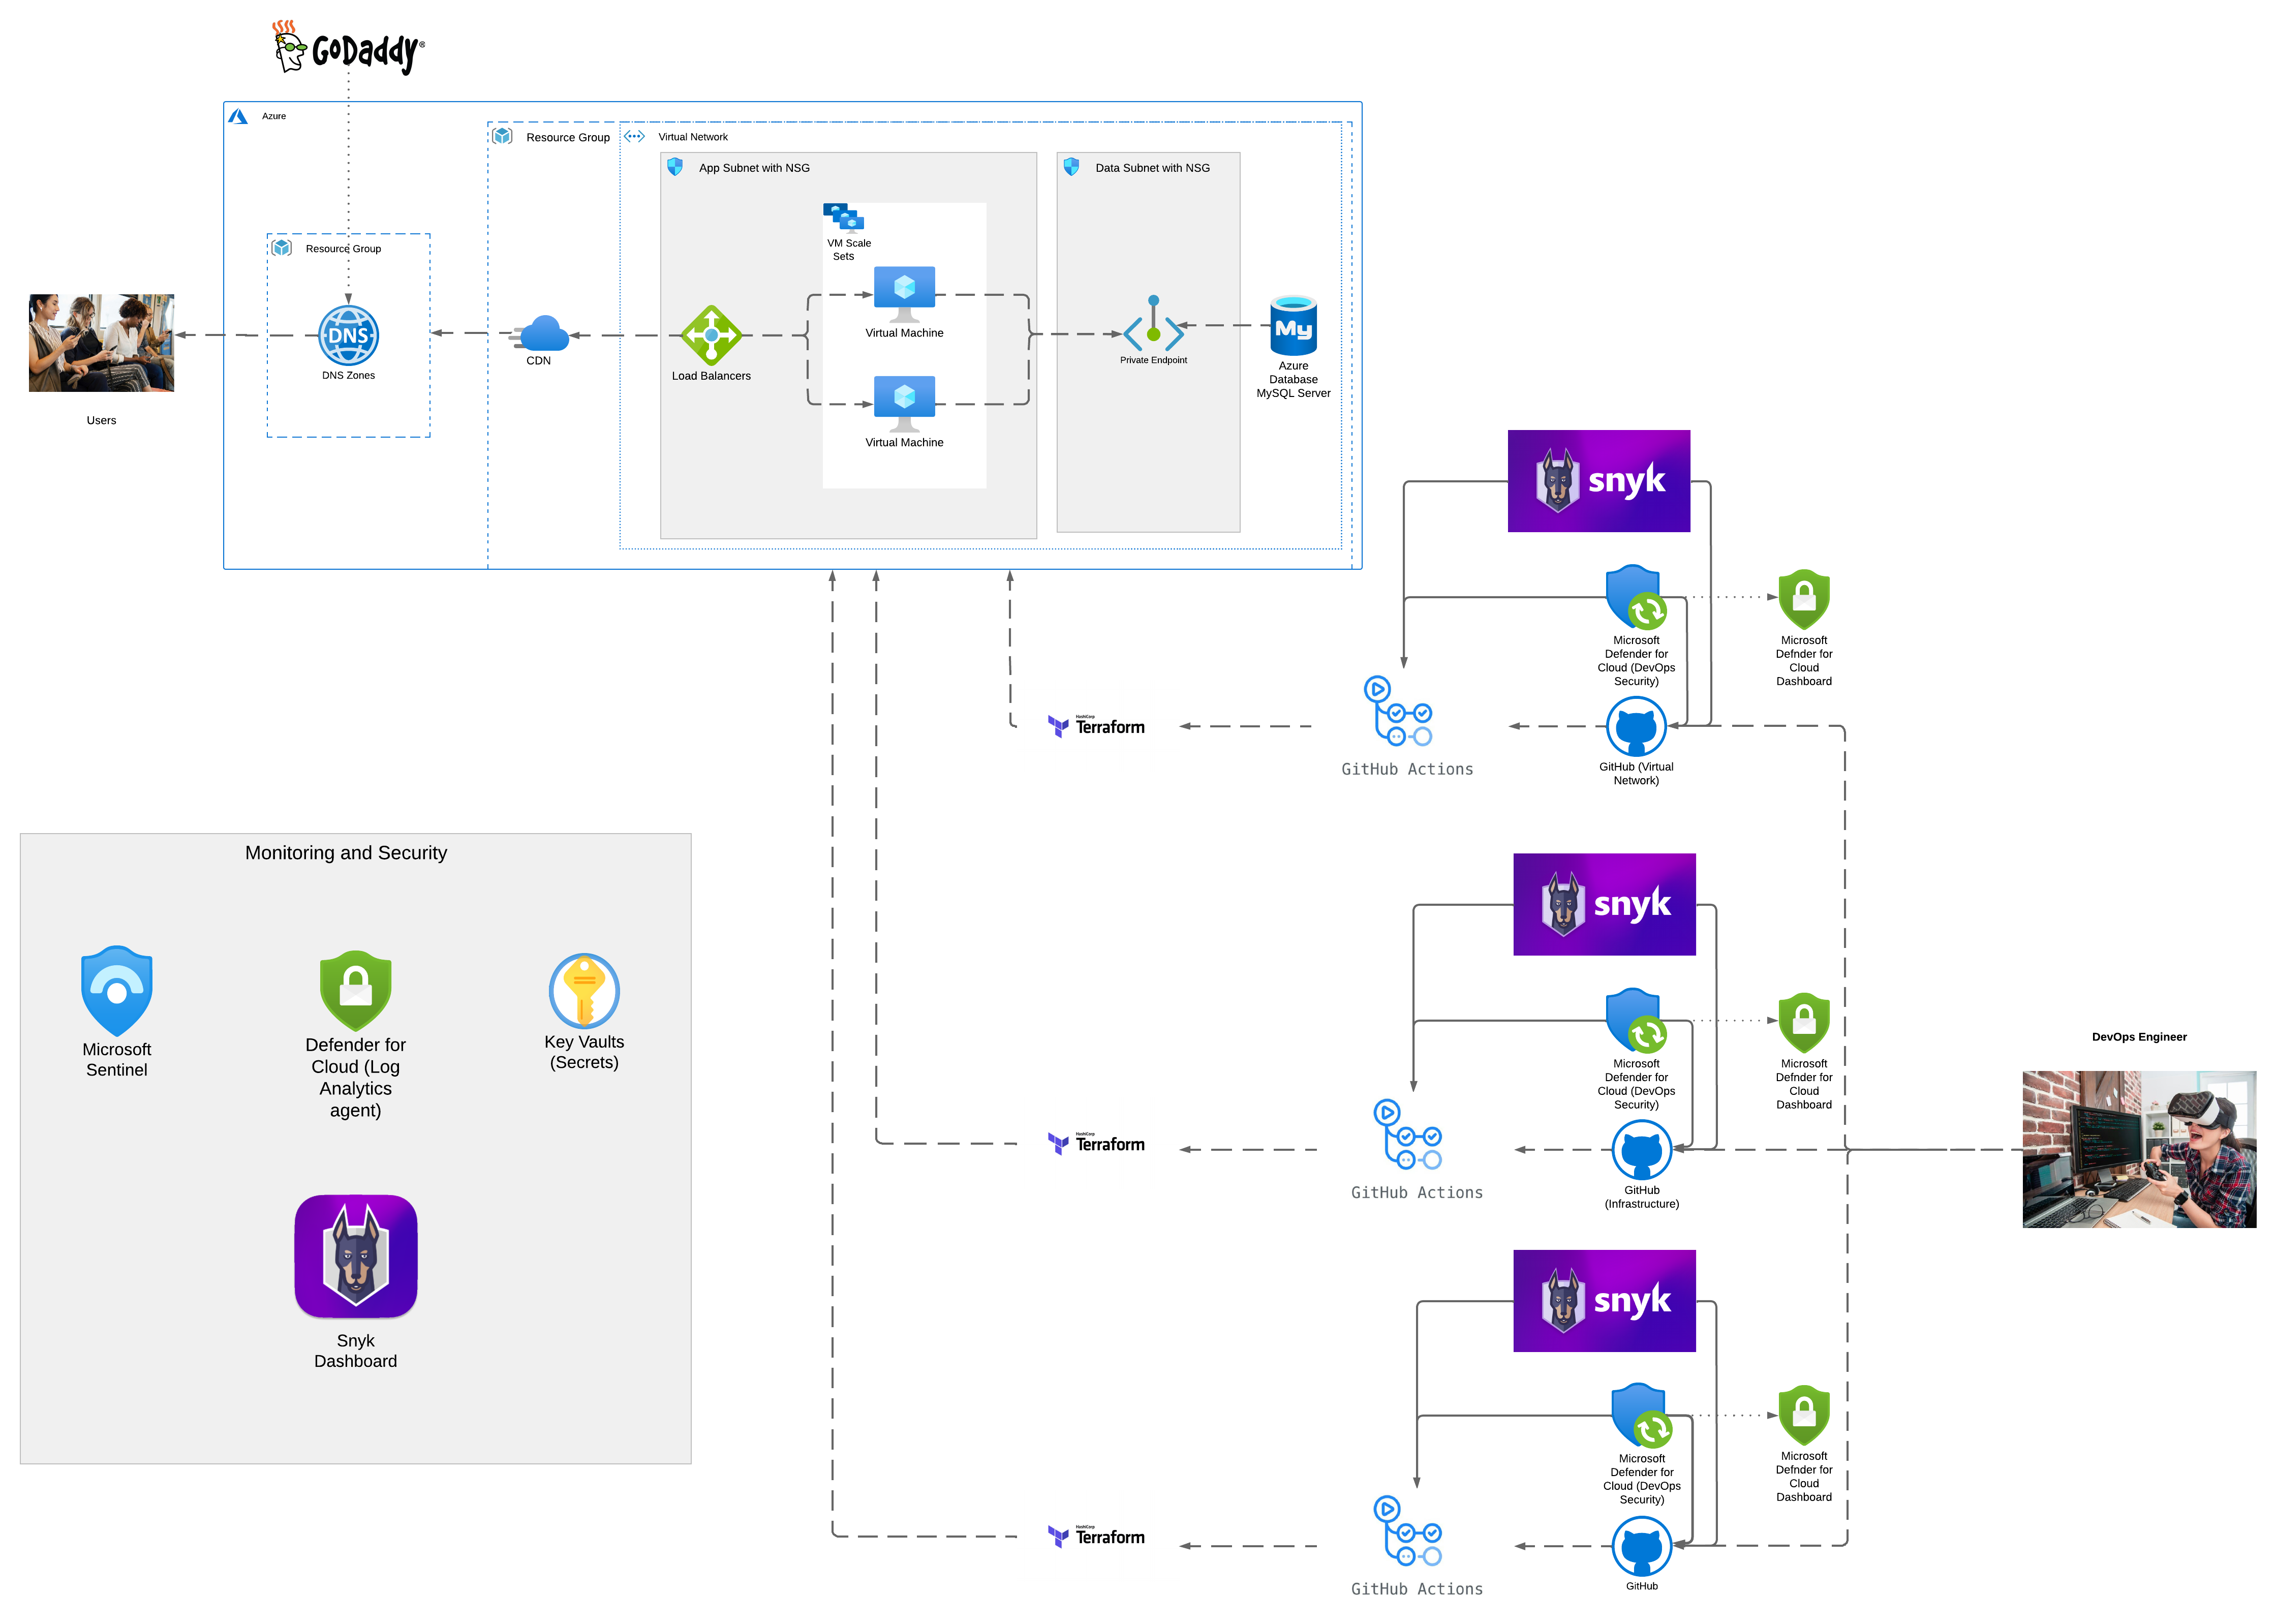 GoDaddy®
Azure
Resource Group
Virtual Network
App Subnet with NSG
Data Subnet with NSG
VM Scale
Sets
Resource Group
DNS
DNS Zones
Users
CDN
Load Balancers
Virtual Machine
Virtual Machine
Private Endpoint
My
Azure
Database
MySQL Server
snyk
Microsoft
Defender for
Cloud (DevOps
Security)
Microsoft
Defnder for
Cloud
Dashboard
HashiCorp
Terraform
GitHub Actions
GitHub (Virtual
Network)
Monitoring and Security
Microsoft
Sentinel
Defender for
Cloud (Log
Analytics
agent)
Key Vaults
(Secrets)
Snyk
Dashboard
snyk
Microsoft
Defender for
Cloud (DevOps
Security)
Microsoft
Defnder for
Cloud
Dashboard
HashiCorp
Terraform
GitHub Actions
GitHub
(Infrastructure)
DevOps Engineer
snyk
Microsoft
Defender for
Cloud (DevOps
Security)
Microsoft
Defnder for
Cloud
Dashboard
HashiCorp
Terraform
GitHub Actions
GitHub